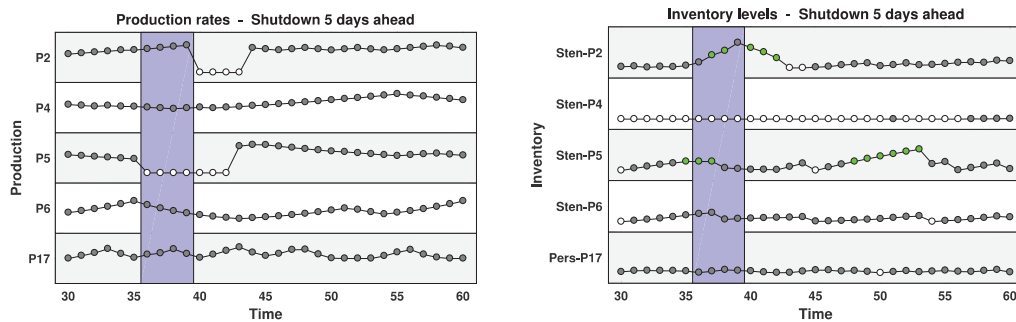 Production rates - Shutdown 5 days ahead
P2
P4
P5
P6
P17
Production
30 35 40 45 50 55 60
Time
Inventory levels - Shutdown 5 days ahead
Sten-P2
Sten-P4
Sten-P5
Sten-P6
Pers-P17
Inventory
30 35 40 45 50 55 60
Time